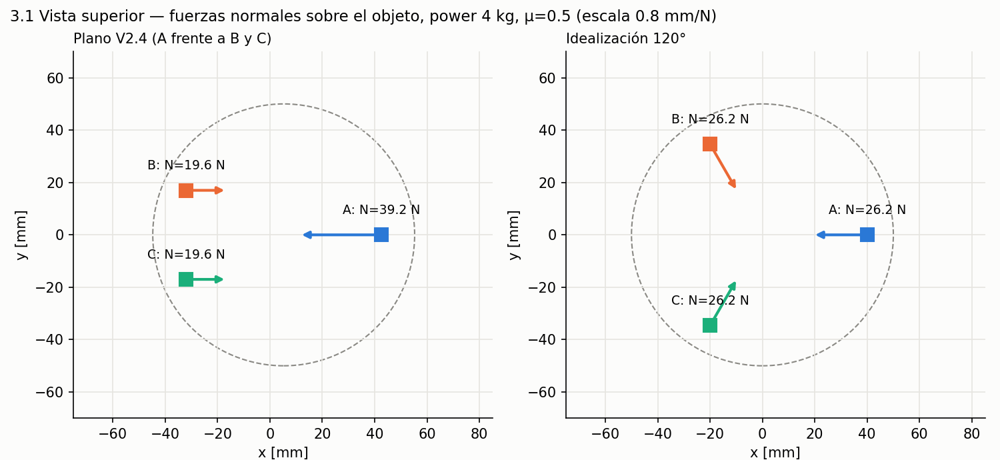 3.1 Vista superior — fuerzas normales sobre el objeto, power 4 kg, μ=0.5 (escala 0.8 mm/N)
Plano V2.4 (A frente a B y C)
60
40
20
0
−20
−40
−60
y [mm]
B: N=19.6 N
A: N=39.2 N
C: N=19.6 N
−60
−40
−20
0
20
40
60
80
x [mm]
Idealización 120°
60
40
20
0
−20
−40
−60
y [mm]
B: N=26.2 N
A: N=26.2 N
C: N=26.2 N
−60
−40
−20
0
20
40
60
80
x [mm]